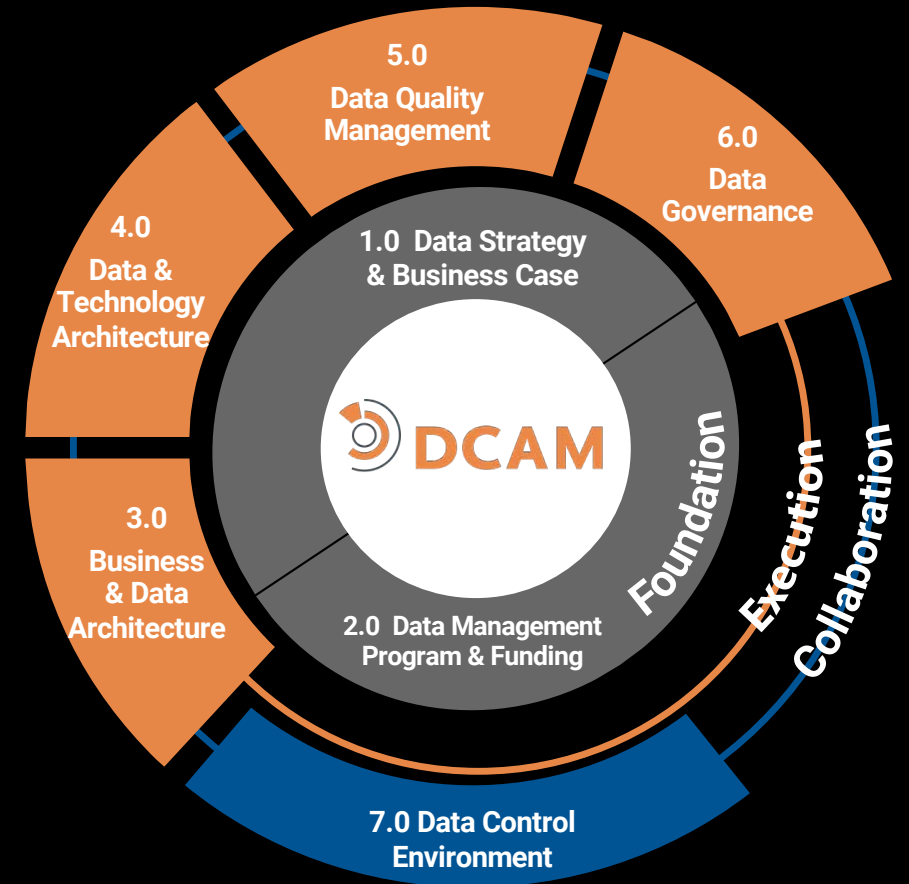 5.0
Data Quality
Management
6.0
Data
Governance
4.0
Data &
Technology
Architecture
1.0 Data Strategy
& Business Case
DCAM
Foundation
Execution
Collaboration
3.0
Business
& Data
Architecture
2.0 Data Management
Program & Funding
7.0 Data Control
Environment